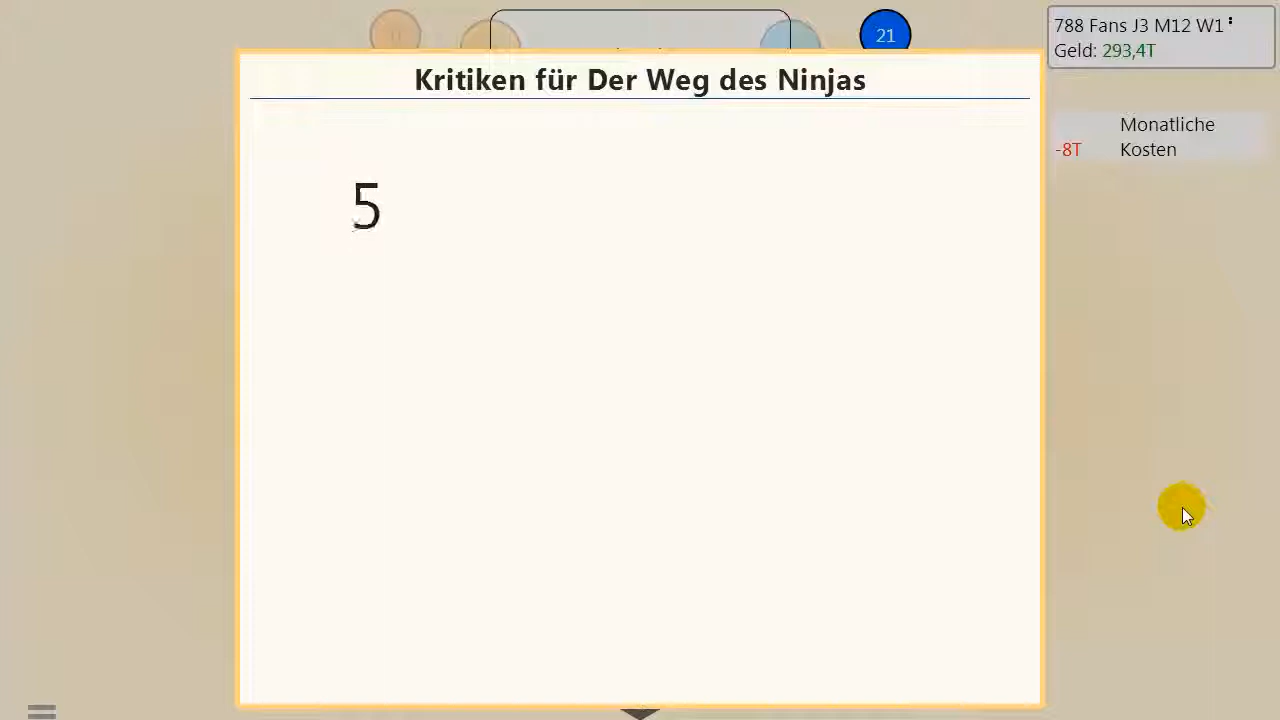 21
788 Fans J3 M12 W1
Geld: 293,4T
Kritiken für Der Weg des Ninjas
Monatliche
-8T Kosten
5